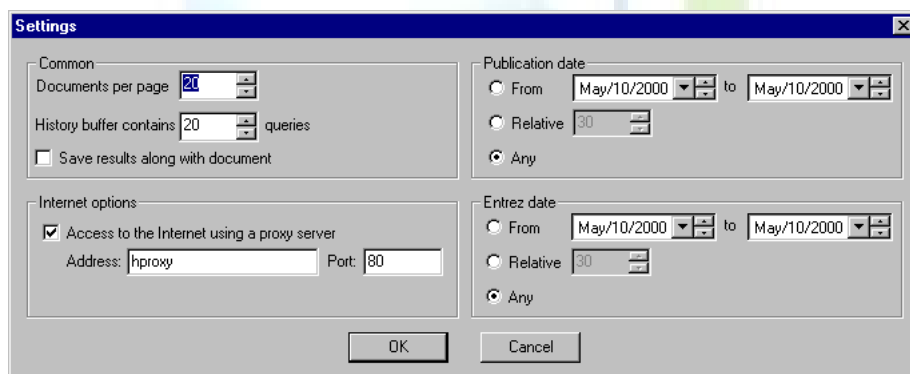 Settings
Common
Documents per page 20
History buffer contains 20 queries
Save results along with document
Internet options
Access to the Internet using a proxy server
Address: hproxy Port: 80
Publication date
From May/10/2000 to May/10/2000
Relative 30
Any
Entrez date
From May/10/2000 to May/10/2000
Relative 30
Any
OK Cancel